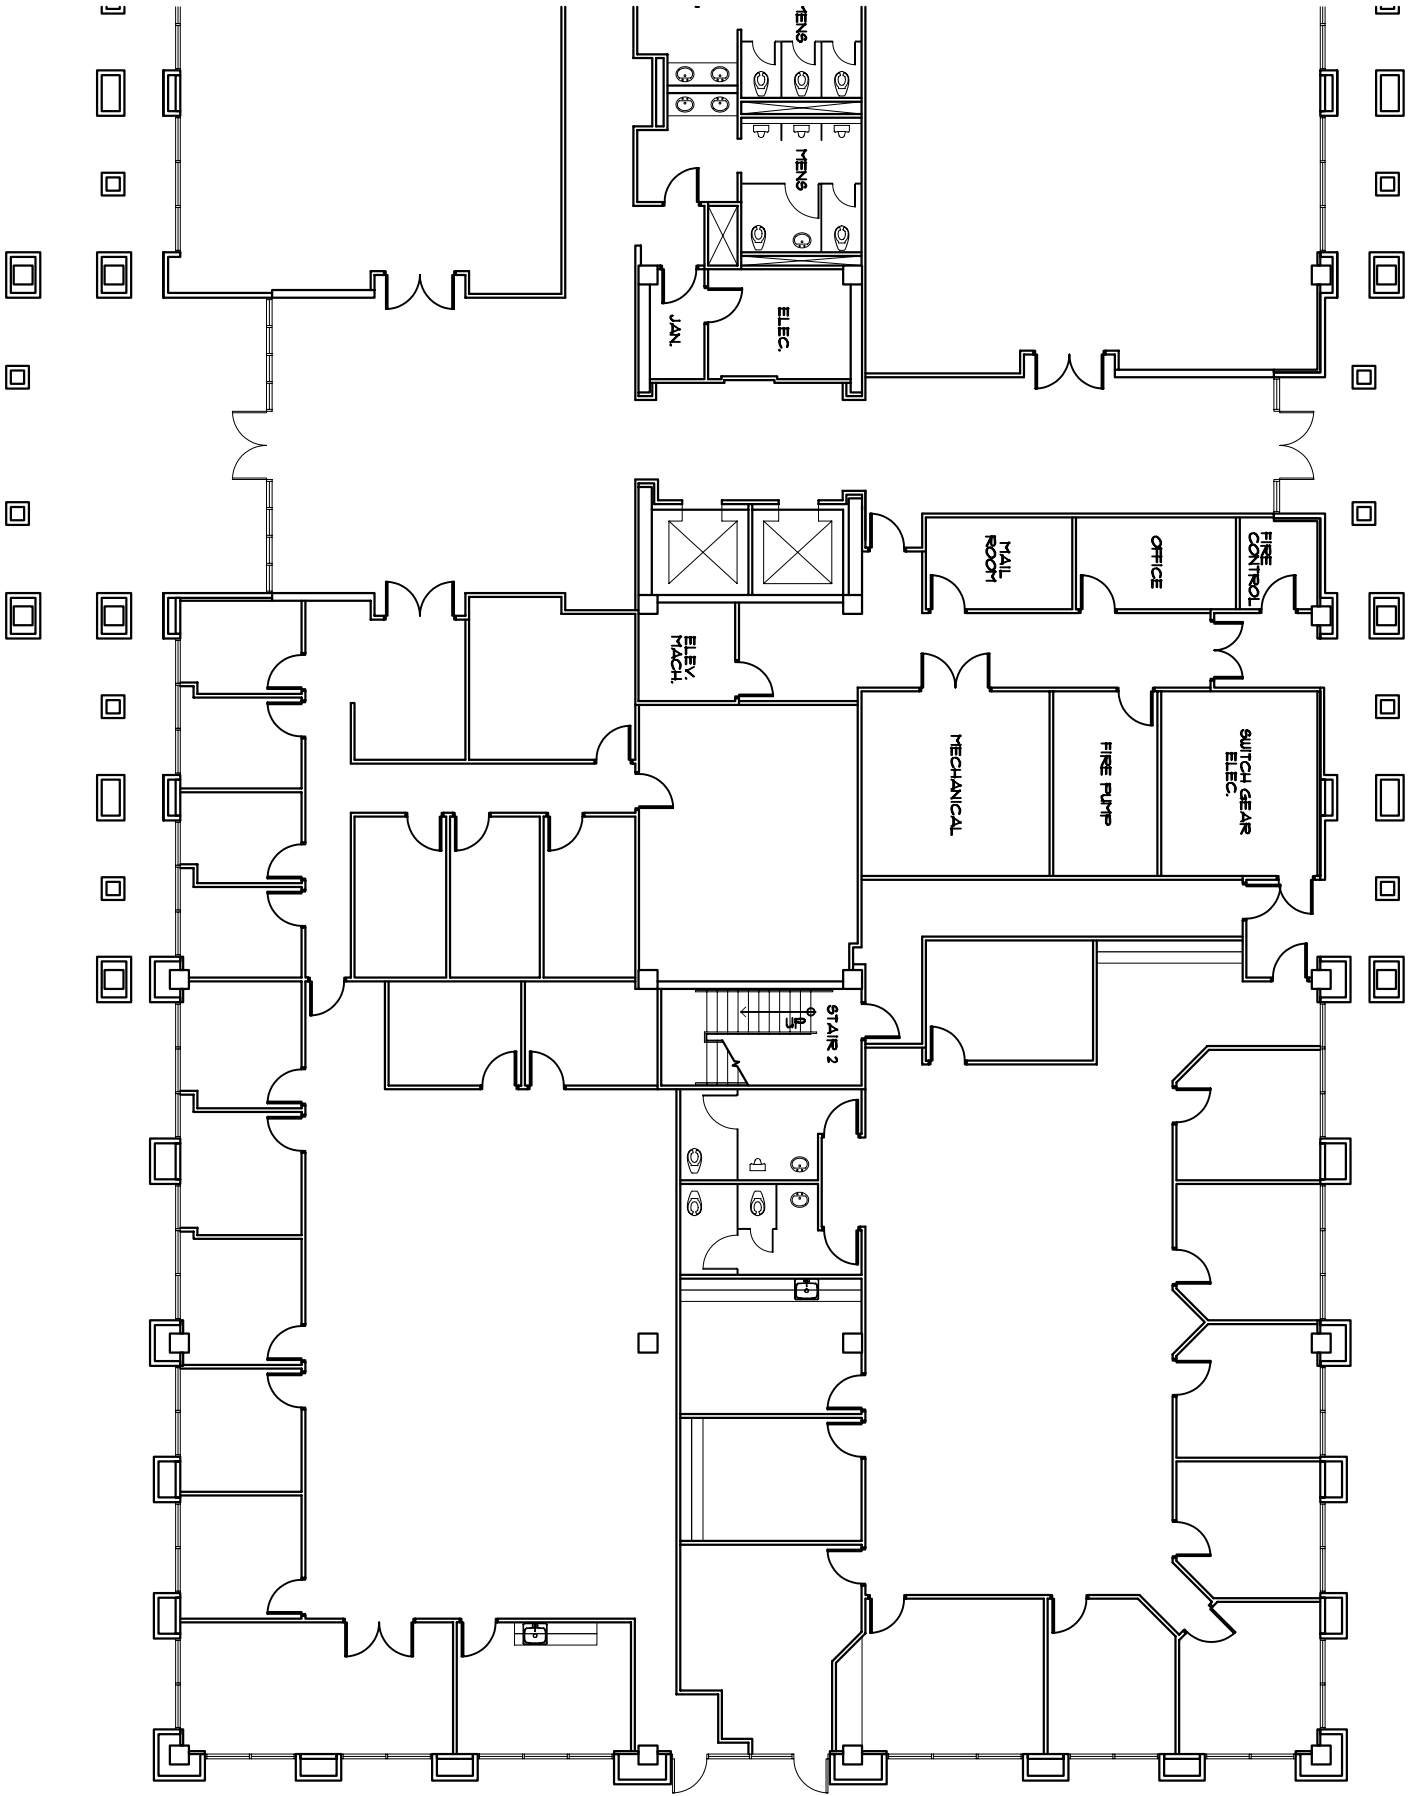 MENS
MENS
JAN.
ELEC.
MAIL
ROOM
OFFICE
FIRE
CONTROL
ELEV.
MACH.
MECHANICAL
FIRE PUMP
SWITCH GEAR
ELEC.
STAIR 2
UP